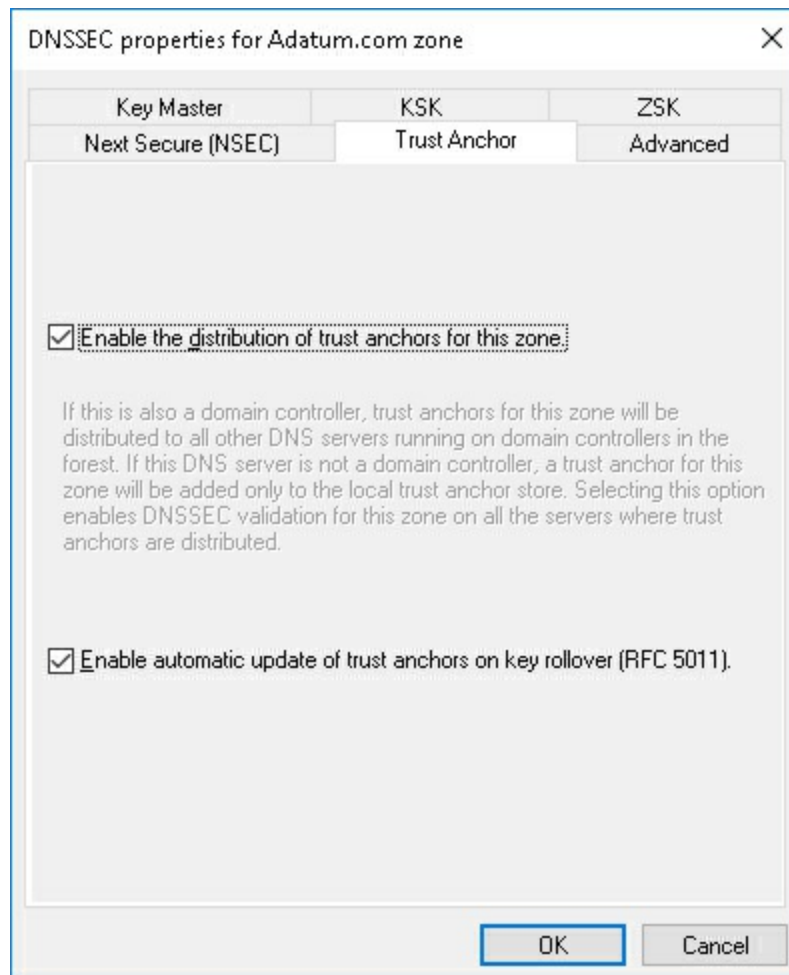 DNSSEC properties for Adatum.com zone
Key Master KSK ZSK
Next Secure (NSEC) Trust Anchor Advanced
Enable the distribution of trust anchors for this zone.
If this is also a domain controller, trust anchors for this zone will be
distributed to all other DNS servers running on domain controllers in the
forest. If this DNS server is not a domain controller, a trust anchor for this
zone will be added only to the local trust anchor store. Selecting this option
enables DNSSEC validation for this zone on all the servers where trust
anchors are distributed.
Enable automatic update of trust anchors on key rollover (RFC 5011).
OK Cancel